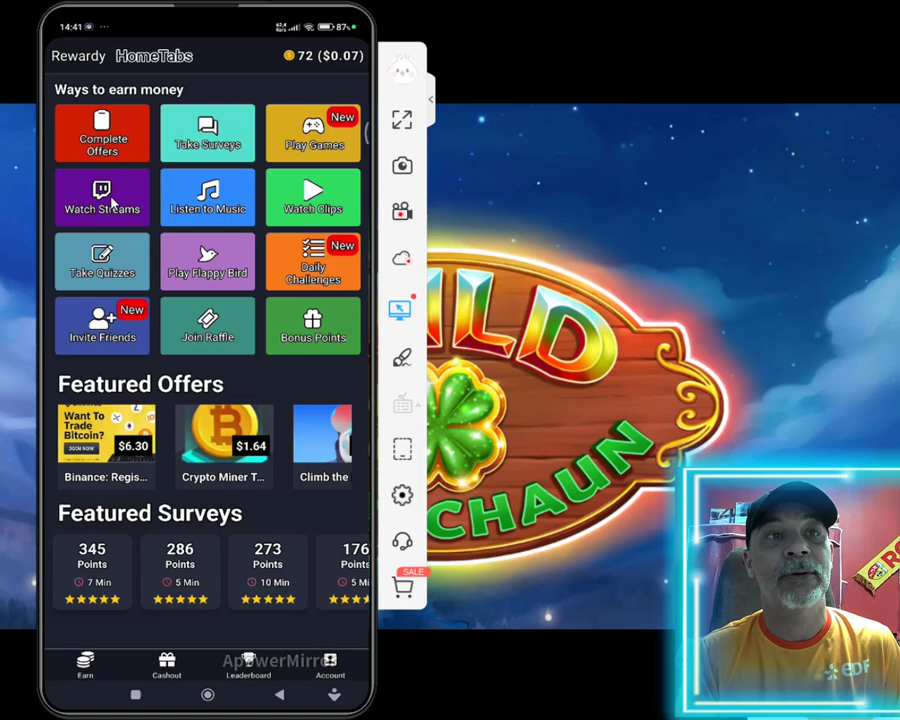 14:41
87%
Rewardy HomeTabs 72 ($0.07)
Ways to earn money
Complete
Offers
Take Surveys
New
Play Games
Watch Streams
Listen to Music
Watch Clips
Take Quizzes
Play Flappy Bird
New
Daily
Challenges
New
Invite Friends
Join Raffle
Bonus Points
Featured Offers
Want To
Trade
Bitcoin?
JOIN NOW
$6.30
$1.64
Binance: Regis...
Crypto Miner T...
Climb the
Featured Surveys
345
Points
7 Min
286
Points
5 Min
273
Points
10 Min
176
Points
5 Mi
Earn
Cashout
Leaderboard
Account
ApowerMirror
SALE
ILD
CHAUN
EDF